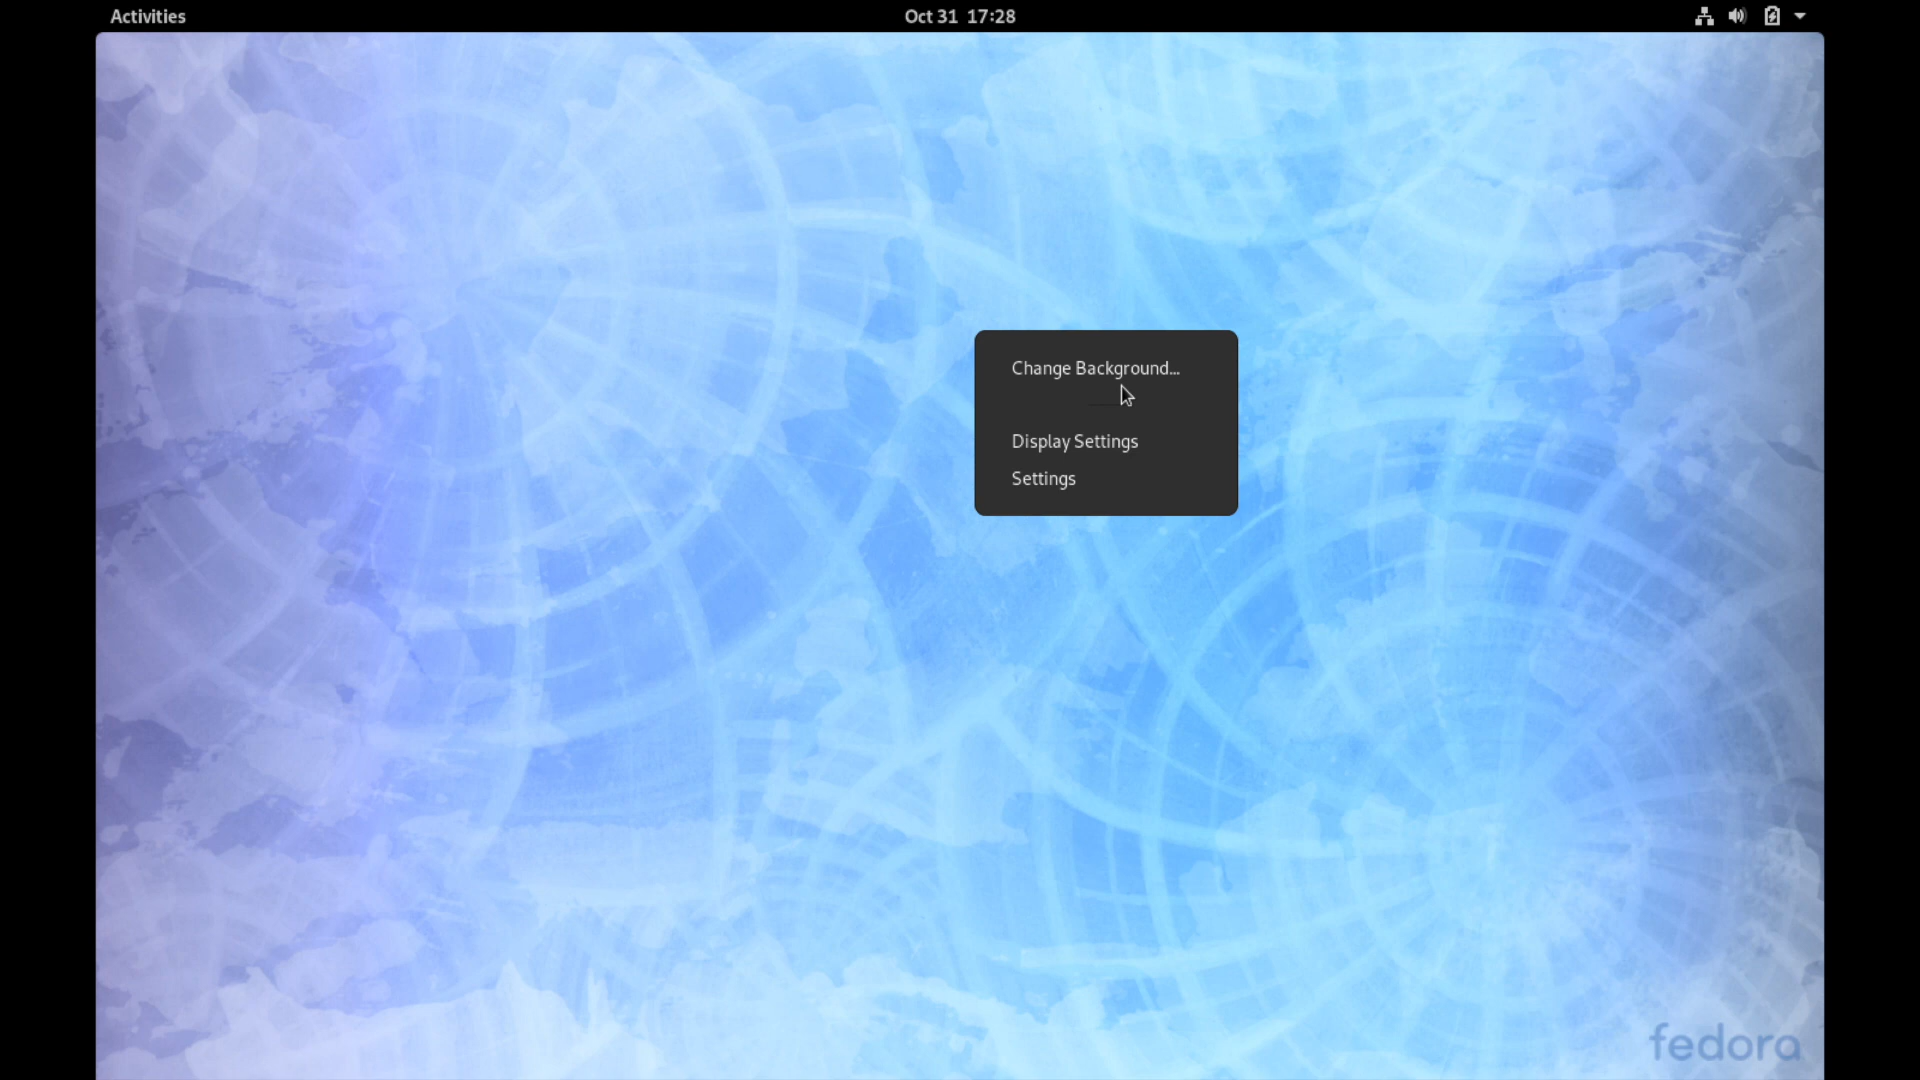 Activities
Oct 31 17:28
Change Background...
Display Settings
Settings
fedora